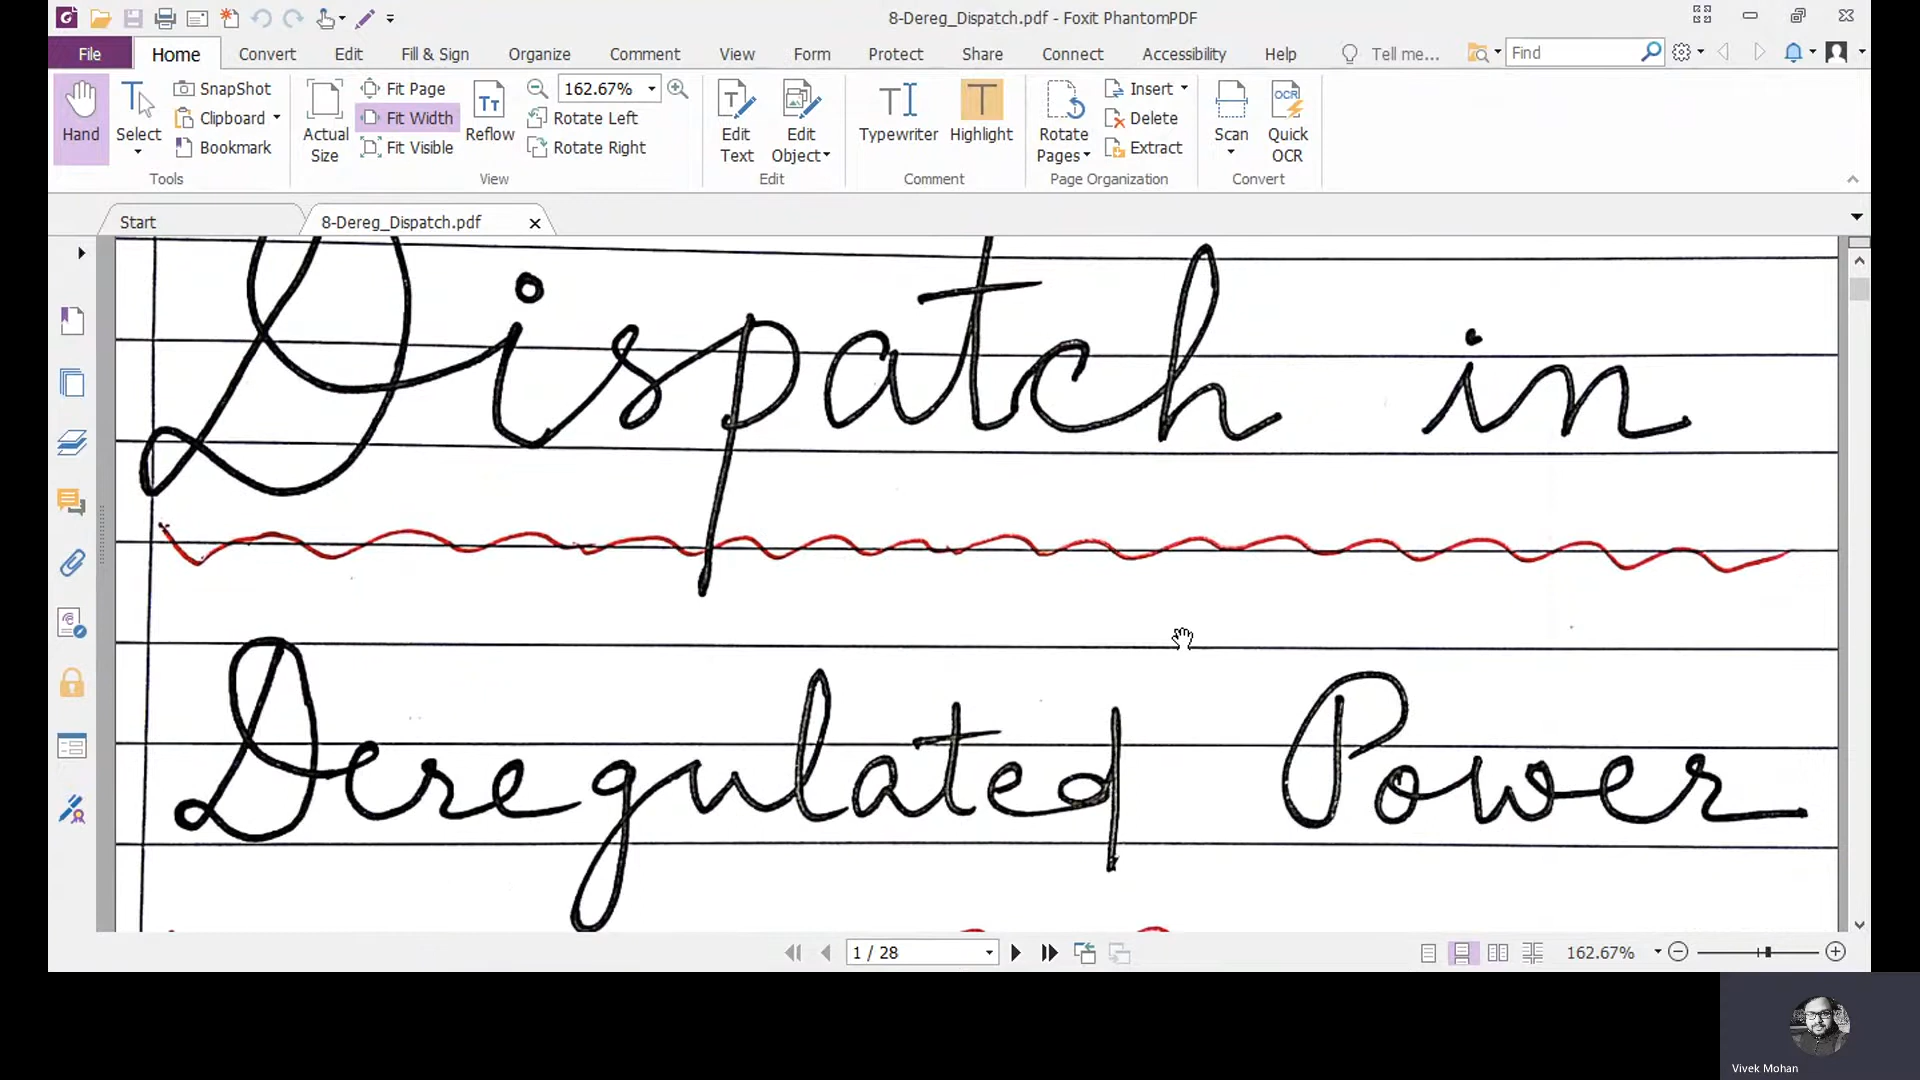 8-Dereg_Dispatch.pdf - Foxit PhantomPDF
File Home Convert Edit Fill & Sign Organize Comment View Form Protect Share Connect Accessibility Help Tell me... Find
SnapShot
Clipboard
Bookmark
Hand
Select
Tools
Actual Size
Fit Page
Fit Width
Fit Visible
Reflow
162.67%
Rotate Left
Rotate Right
View
Edit Text
Edit Object
Edit
Typewriter
Highlight
Comment
Rotate Pages
Insert
Delete
Extract
Page Organization
Scan
Quick OCR
OCR
Convert
Start
8-Dereg_Dispatch.pdf
Dispatch in
Deregulated Power
1 / 28
162.67%
Vivek Mohan